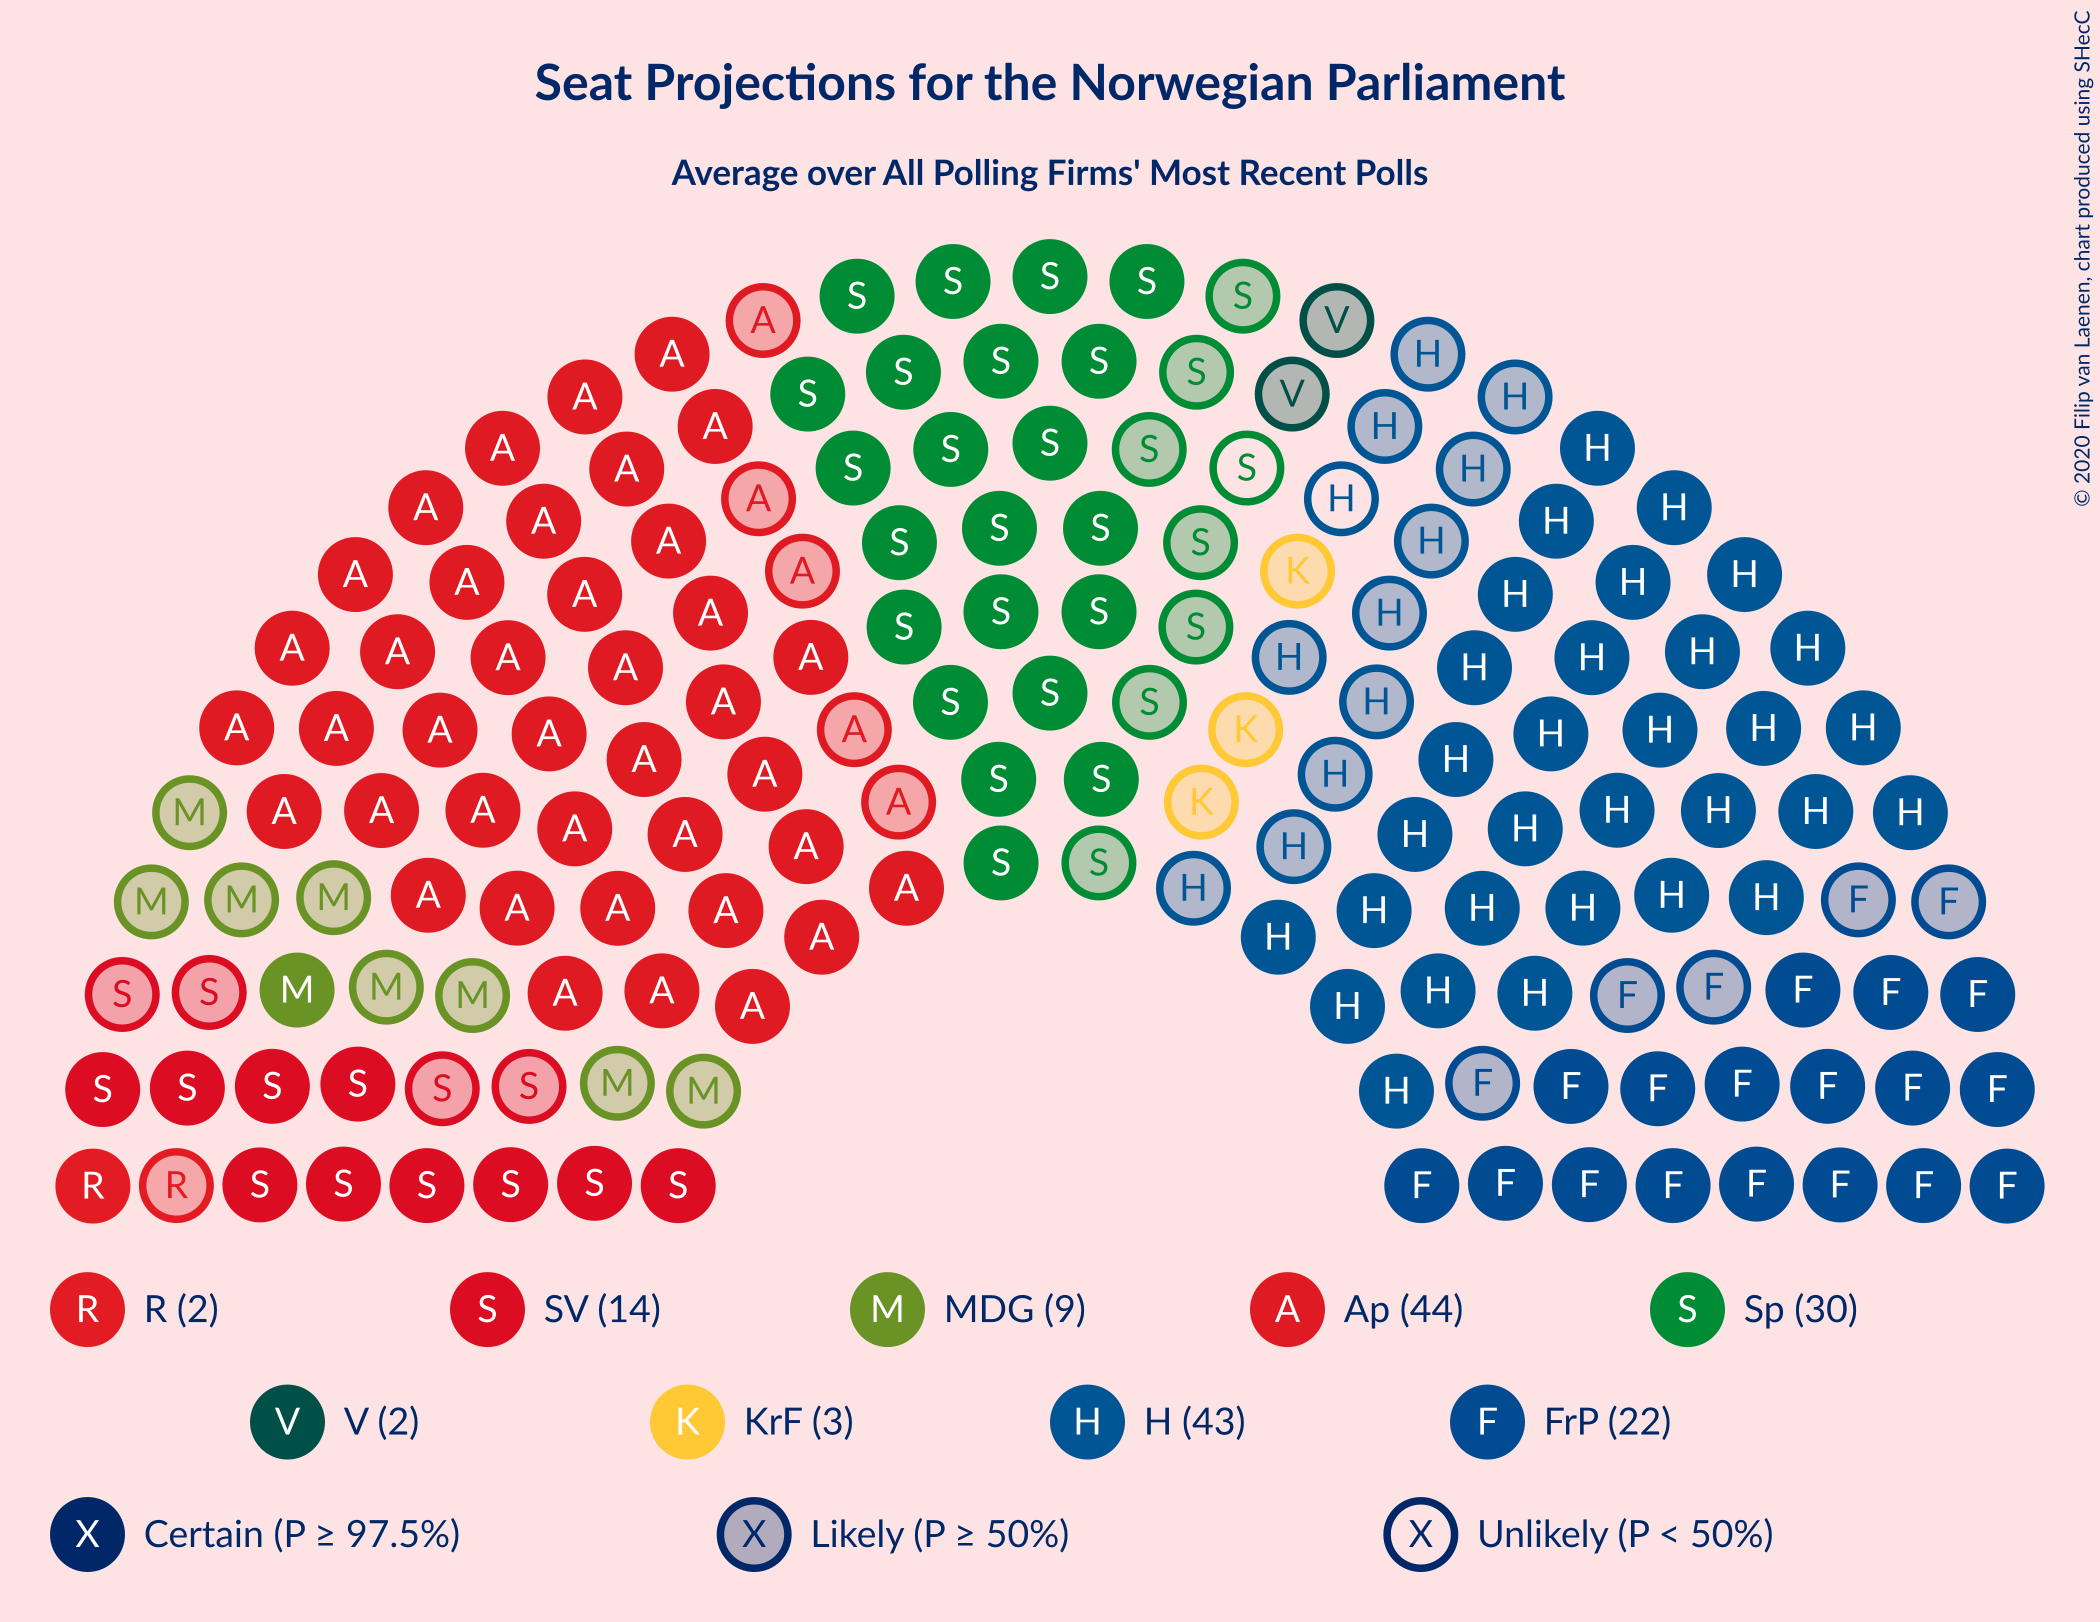 © 2020 Filip van Laenen, chart produced using SHecC
Seat Projections for the Norwegian Parliament
Average over All Polling Firms' Most Recent Polls
S S S S S
A V
A S S S S H
A S V H
A A S S S H H
A S S H
A A H H
A A S S S S H H
A A A A K H H H
A S S S S H
A A A A A H H H H H
A S S S H
A A A A A K H H H H
A A S S H H
M A A A A K H H H H
A A A H H H
S S
M M M A A A A A H H H H H H F F
A H
S S M M M A A A H H H F F F F F
S S S S S S M M H F F F F F F F
R R S S S S S S F F F F F F F F
R R (2) S SV (14) M MDG (9) A Ap (44) S Sp (30)
V V (2) K KrF (3) H H (43) F FrP (22)
X Certain (P ≥ 97.5%) X Likely (P ≥ 50%) X Unlikely (P < 50%)